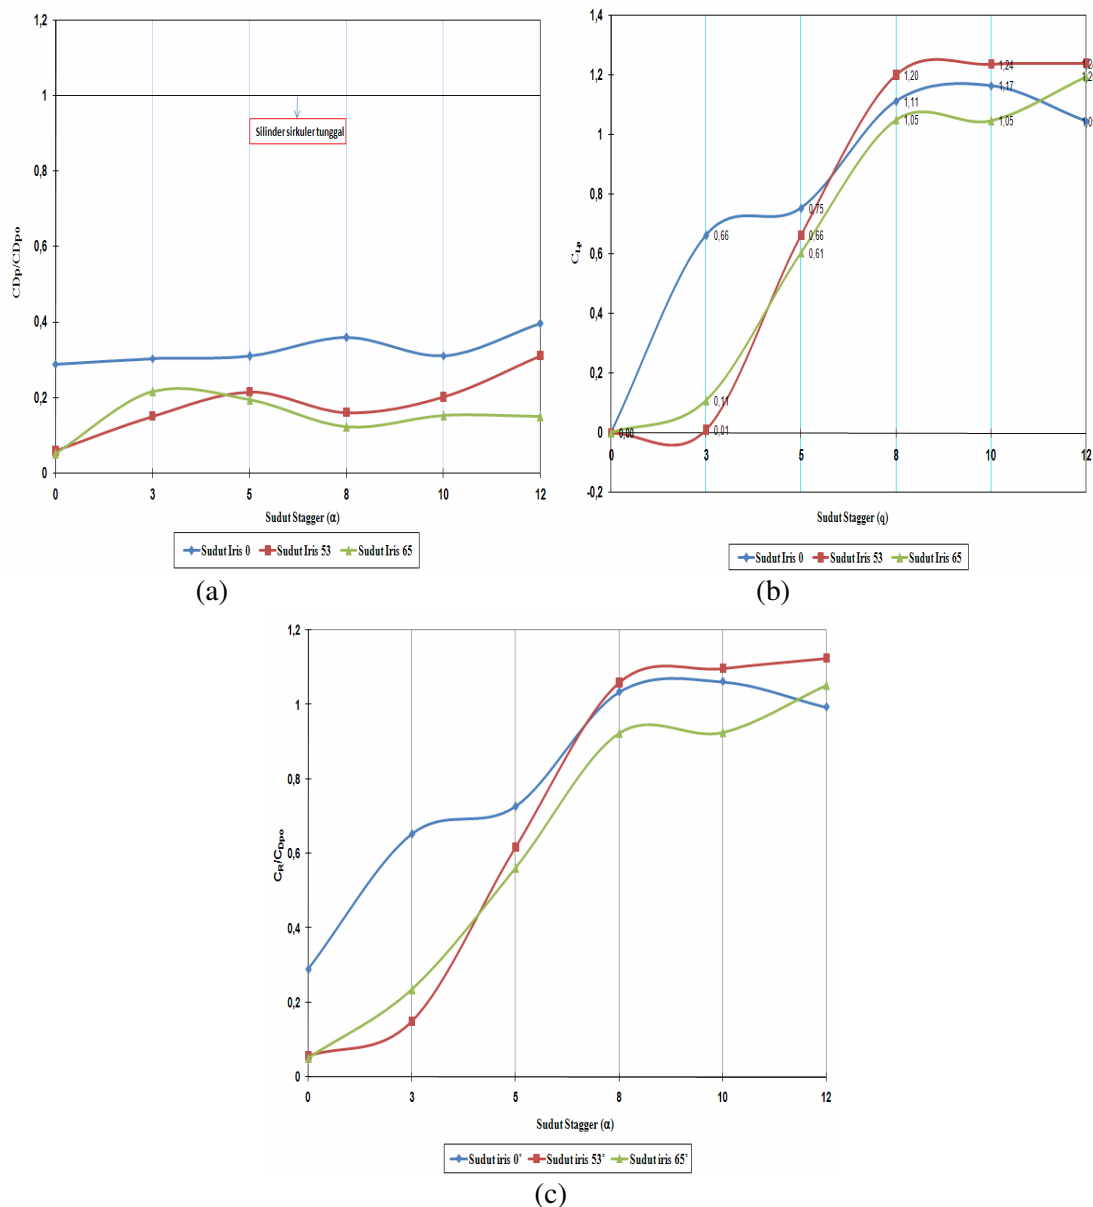 1,2
1
0,8
0,6
0,4
0,2
0
CDp/CDpo
Silinder sirkuler tunggal
0 3 5 8 10 12
Sudut Stagger (α)
Sudut Iris 0 Sudut Iris 53 Sudut Iris 65
(a)
1,4
1,2
1
0,8
0,6
0,4
0,2
0
-0,2
C_Lp
1,20
1,24
1,11
1,17
1,05
1,05
0,75
0,66
0,66
0,61
0,11
0,01
0,00
0 3 5 8 10 12
Sudut Stagger (q)
Sudut Iris 0 Sudut Iris 53 Sudut Iris 65
(b)
1,2
1
0,8
0,6
0,4
0,2
0
C_R/C_Dpo
0 3 5 8 10 12
Sudut Stagger (α)
Sudut iris 0° Sudut iris 53° Sudut iris 65°
(c)